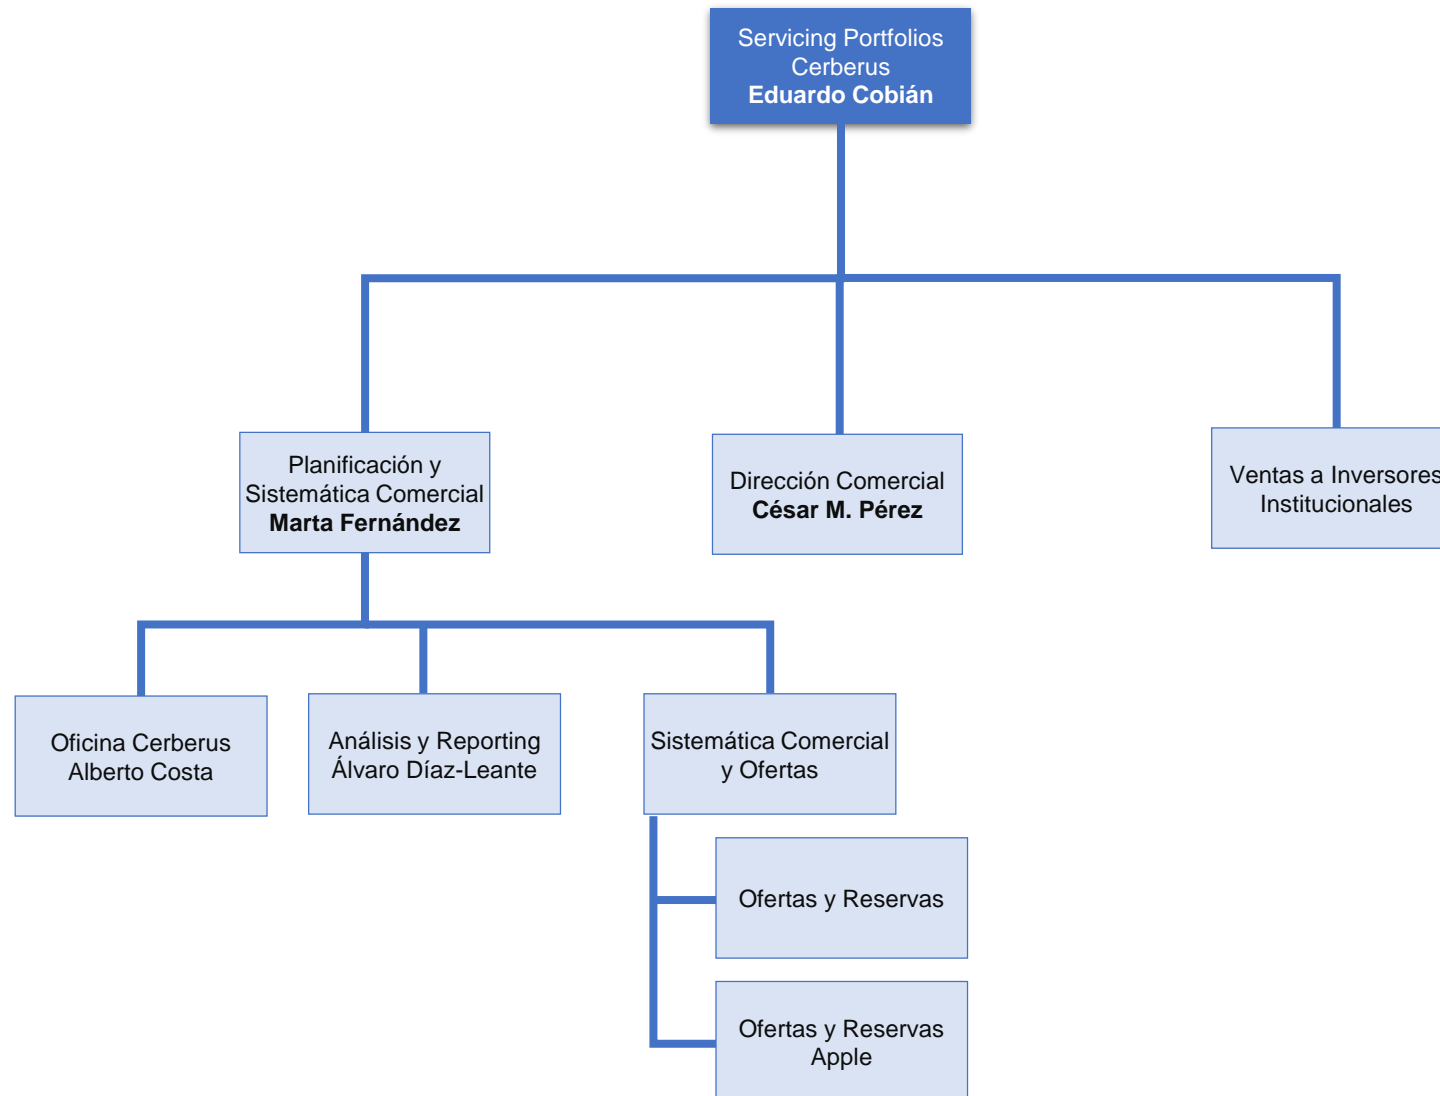 Servicing Portfolios
Cerberus
Eduardo Cobián
Planificación y
Sistemática Comercial
Marta Fernández
Dirección Comercial
César M. Pérez
Ventas a Inversores
Institucionales
Oficina Cerberus
Alberto Costa
Análisis y Reporting
Álvaro Díaz-Leante
Sistemática Comercial
y Ofertas
Ofertas y Reservas
Ofertas y Reservas
Apple